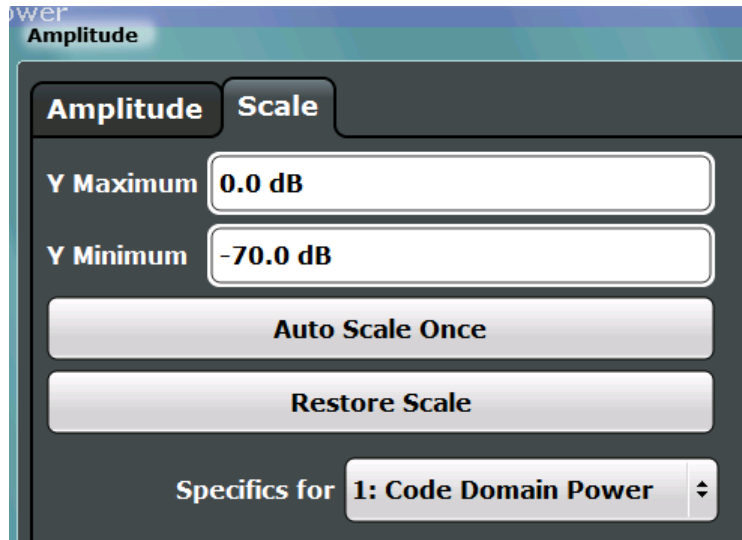 Amplitude
Amplitude Scale
Y Maximum 0.0 dB
Y Minimum -70.0 dB
Auto Scale Once
Restore Scale
Specifics for 1: Code Domain Power